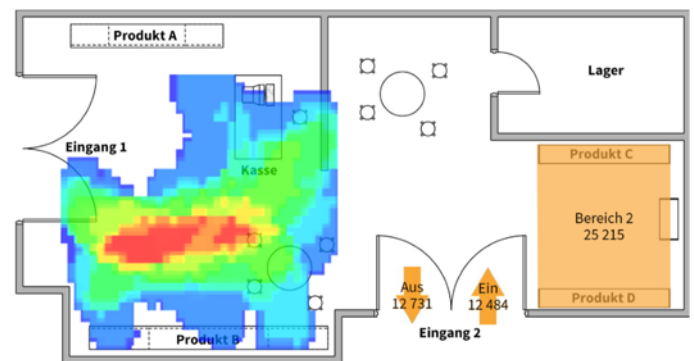 Produkt A
Lager
Eingang 1
Kasse
Produkt C
Bereich 2
25 215
Aus
12 731
Ein
12 484
Produkt D
Eingang 2
Produkt B